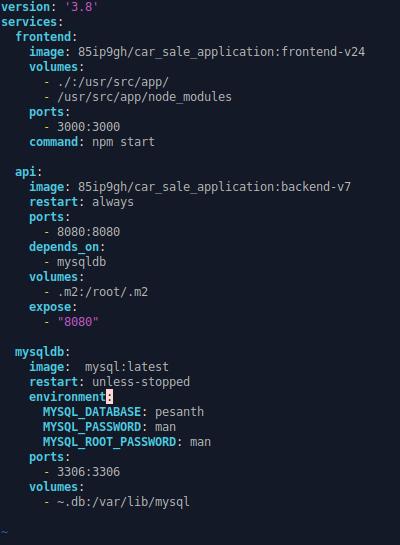 version: '3.8'
services:
  frontend:
    image: 85ip9gh/car_sale_application:frontend-v24
    volumes:
      - ./:/usr/src/app/
      - /usr/src/app/node_modules
    ports:
      - 3000:3000
    command: npm start

  api:
    image: 85ip9gh/car_sale_application:backend-v7
    restart: always
    ports:
      - 8080:8080
    depends_on:
      - mysqldb
    volumes:
      - .m2:/root/.m2
    expose:
      - "8080"

  mysqldb:
    image:  mysql:latest
    restart: unless-stopped
    environment:
      MYSQL_DATABASE: pesanth
      MYSQL_PASSWORD: man
      MYSQL_ROOT_PASSWORD: man
    ports:
      - 3306:3306
    volumes:
      - ~.db:/var/lib/mysql

~